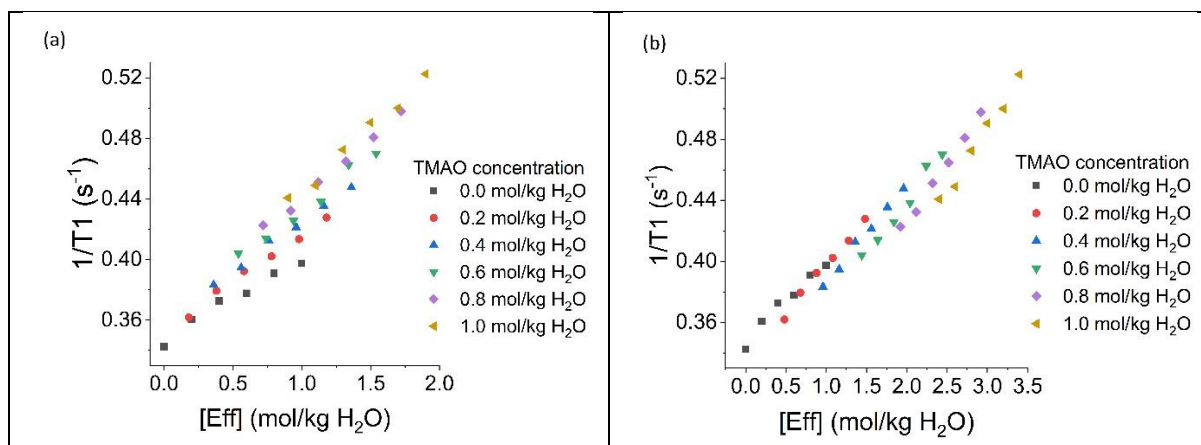 (a)
0.52
0.48
0.44
0.40
0.36
1/T1 (s⁻¹)
TMAO concentration
0.0 mol/kg H₂O
0.2 mol/kg H₂O
0.4 mol/kg H₂O
0.6 mol/kg H₂O
0.8 mol/kg H₂O
1.0 mol/kg H₂O
0.0 0.5 1.0 1.5 2.0
[Eff] (mol/kg H₂O)
(b)
0.52
0.48
0.44
0.40
0.36
1/T1 (s⁻¹)
TMAO concentration
0.0 mol/kg H₂O
0.2 mol/kg H₂O
0.4 mol/kg H₂O
0.6 mol/kg H₂O
0.8 mol/kg H₂O
1.0 mol/kg H₂O
0.0 0.5 1.0 1.5 2.0 2.5 3.0 3.5
[Eff] (mol/kg H₂O)